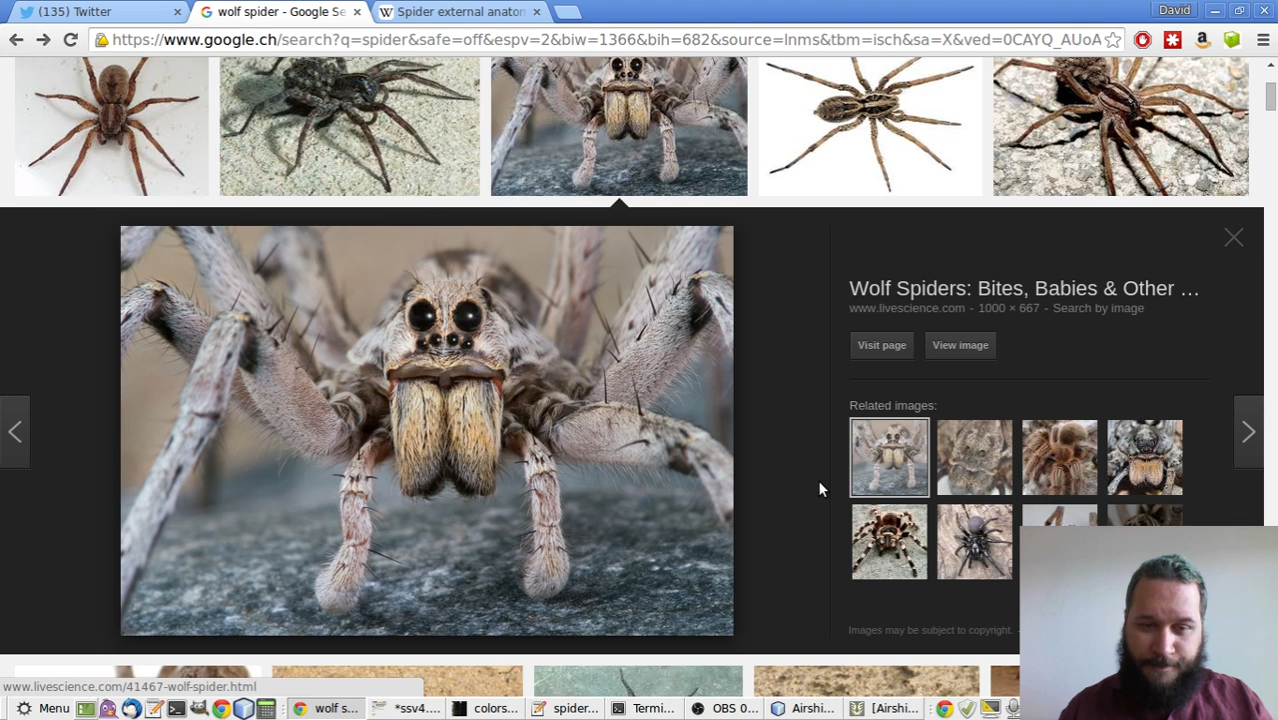 (135) Twitter
wolf spider - Google Se
Spider external anator
David
https://www.google.ch/search?q=spider&safe=off&espv=2&biw=1366&bih=682&source=lnms&tbm=isch&sa=X&ved=0CAYQ_AUoA
Wolf Spiders: Bites, Babies & Other …
www.livescience.com - 1000 × 667 - Search by image
Visit page
View image
Related images:
Images may be subject to copyright. -
www.livescience.com/41467-wolf-spider.html
Menu
wolf s...
*ssv4....
colors...
spider...
Termi...
OBS 0...
Airshi...
[Airshi...